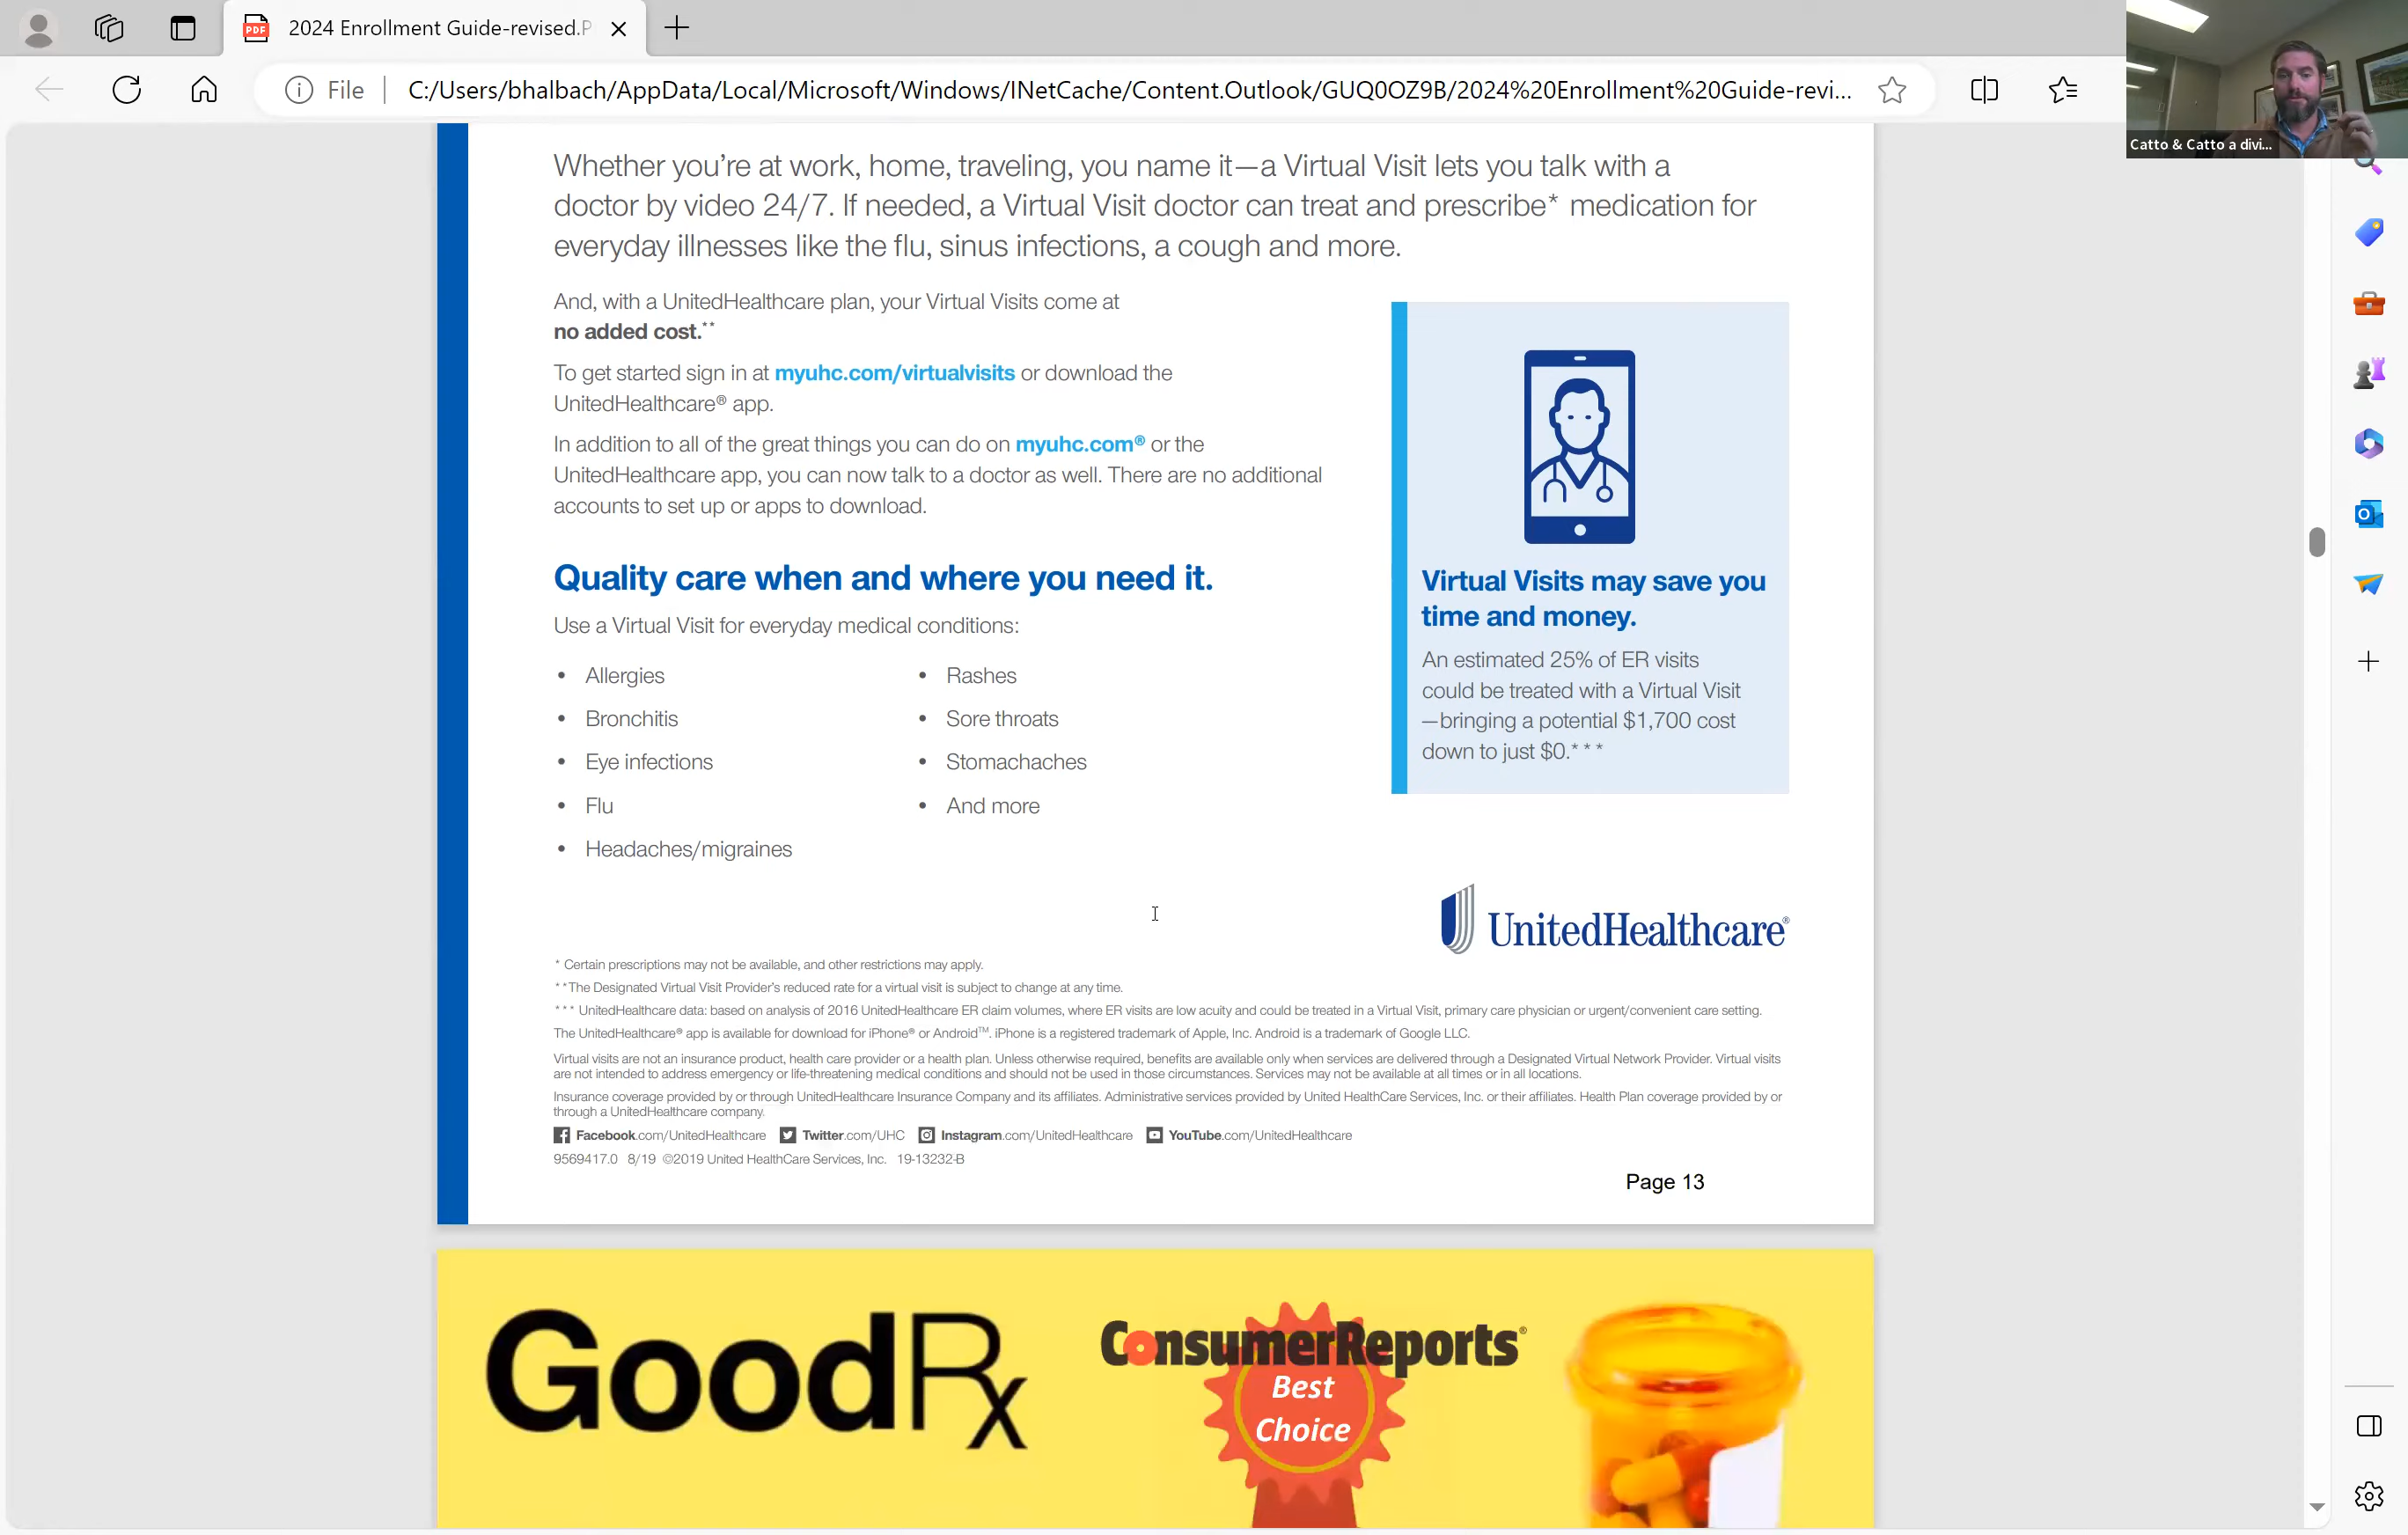 2024 Enrollment Guide-revised.P
File
C:/Users/bhalbach/AppData/Local/Microsoft/Windows/INetCache/Content.Outlook/GUQ0OZ9B/2024%20Enrollment%20Guide-revi...
Catto & Catto a divi...
Whether you're at work, home, traveling, you name it—a Virtual Visit lets you talk with a
doctor by video 24/7. If needed, a Virtual Visit doctor can treat and prescribe* medication for
everyday illnesses like the flu, sinus infections, a cough and more.
And, with a UnitedHealthcare plan, your Virtual Visits come at
no added cost.**
To get started sign in at myuhc.com/virtualvisits or download the
UnitedHealthcare® app.
In addition to all of the great things you can do on myuhc.com® or the
UnitedHealthcare app, you can now talk to a doctor as well. There are no additional
accounts to set up or apps to download.
Quality care when and where you need it.
Use a Virtual Visit for everyday medical conditions:
• Allergies
• Bronchitis
• Eye infections
• Flu
• Headaches/migraines
• Rashes
• Sore throats
• Stomachaches
• And more
Virtual Visits may save you
time and money.
An estimated 25% of ER visits
could be treated with a Virtual Visit
—bringing a potential $1,700 cost
down to just $0.***
UnitedHealthcare®
* Certain prescriptions may not be available, and other restrictions may apply.
**The Designated Virtual Visit Provider's reduced rate for a virtual visit is subject to change at any time.
*** UnitedHealthcare data: based on analysis of 2016 UnitedHealthcare ER claim volumes, where ER visits are low acuity and could be treated in a Virtual Visit, primary care physician or urgent/convenient care setting.
The UnitedHealthcare® app is available for download for iPhone® or Android™. iPhone is a registered trademark of Apple, Inc. Android is a trademark of Google LLC.
Virtual visits are not an insurance product, health care provider or a health plan. Unless otherwise required, benefits are available only when services are delivered through a Designated Virtual Network Provider. Virtual visits
are not intended to address emergency or life-threatening medical conditions and should not be used in those circumstances. Services may not be available at all times or in all locations.
Insurance coverage provided by or through UnitedHealthcare Insurance Company and its affiliates. Administrative services provided by United HealthCare Services, Inc. or their affiliates. Health Plan coverage provided by or
through a UnitedHealthcare company.
Facebook.com/UnitedHealthcare Twitter.com/UHC Instagram.com/UnitedHealthcare YouTube.com/UnitedHealthcare
9569417.0 8/19 ©2019 United HealthCare Services, Inc. 19-13232-B
Page 13
GoodRx
ConsumerReports®
Best
Choice